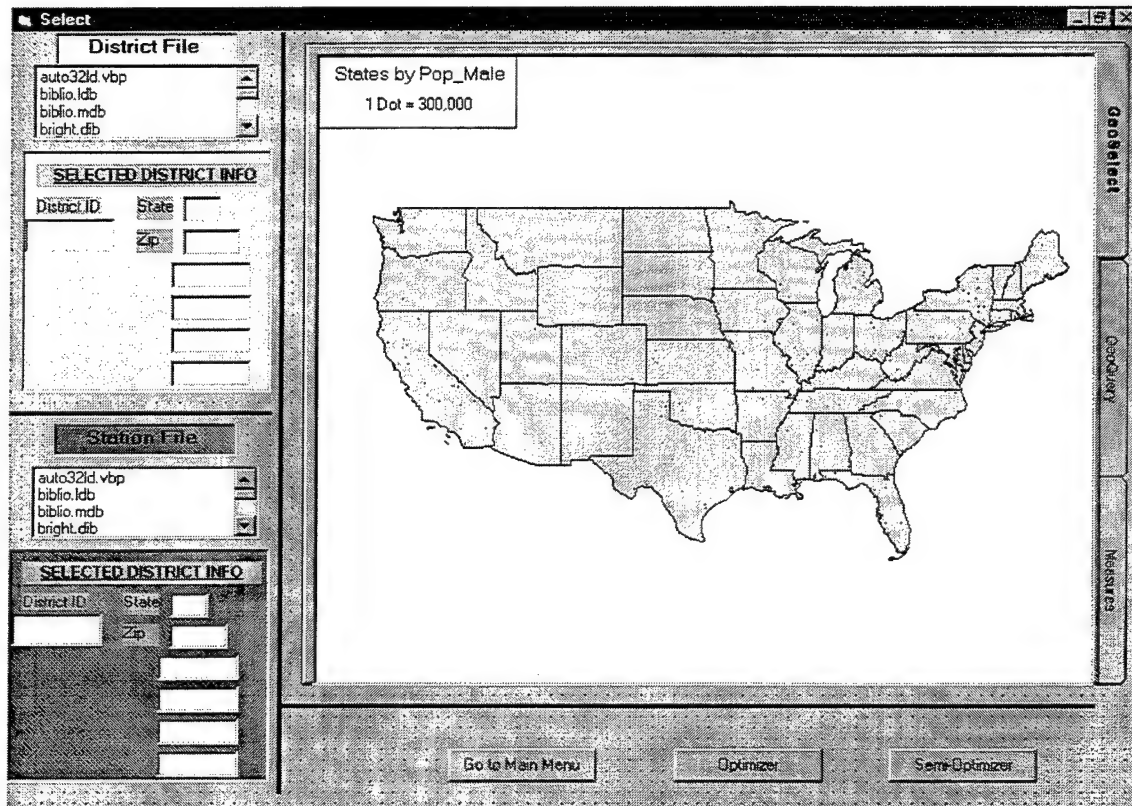 Select
District File
auto32ld.vbp
biblio.ldb
biblio.mdb
bright.dib
SELECTED DISTRICT INFO
District ID
State
Zip
Station File
auto32ld.vbp
biblio.ldb
biblio.mdb
bright.dib
SELECTED DISTRICT INFO
District ID
State
Zip
States by Pop_Male
1 Dot = 300,000
GeoSelect
GeoQuery
Measures
Go to Main Menu
Optimizer
Semi-Optimizer